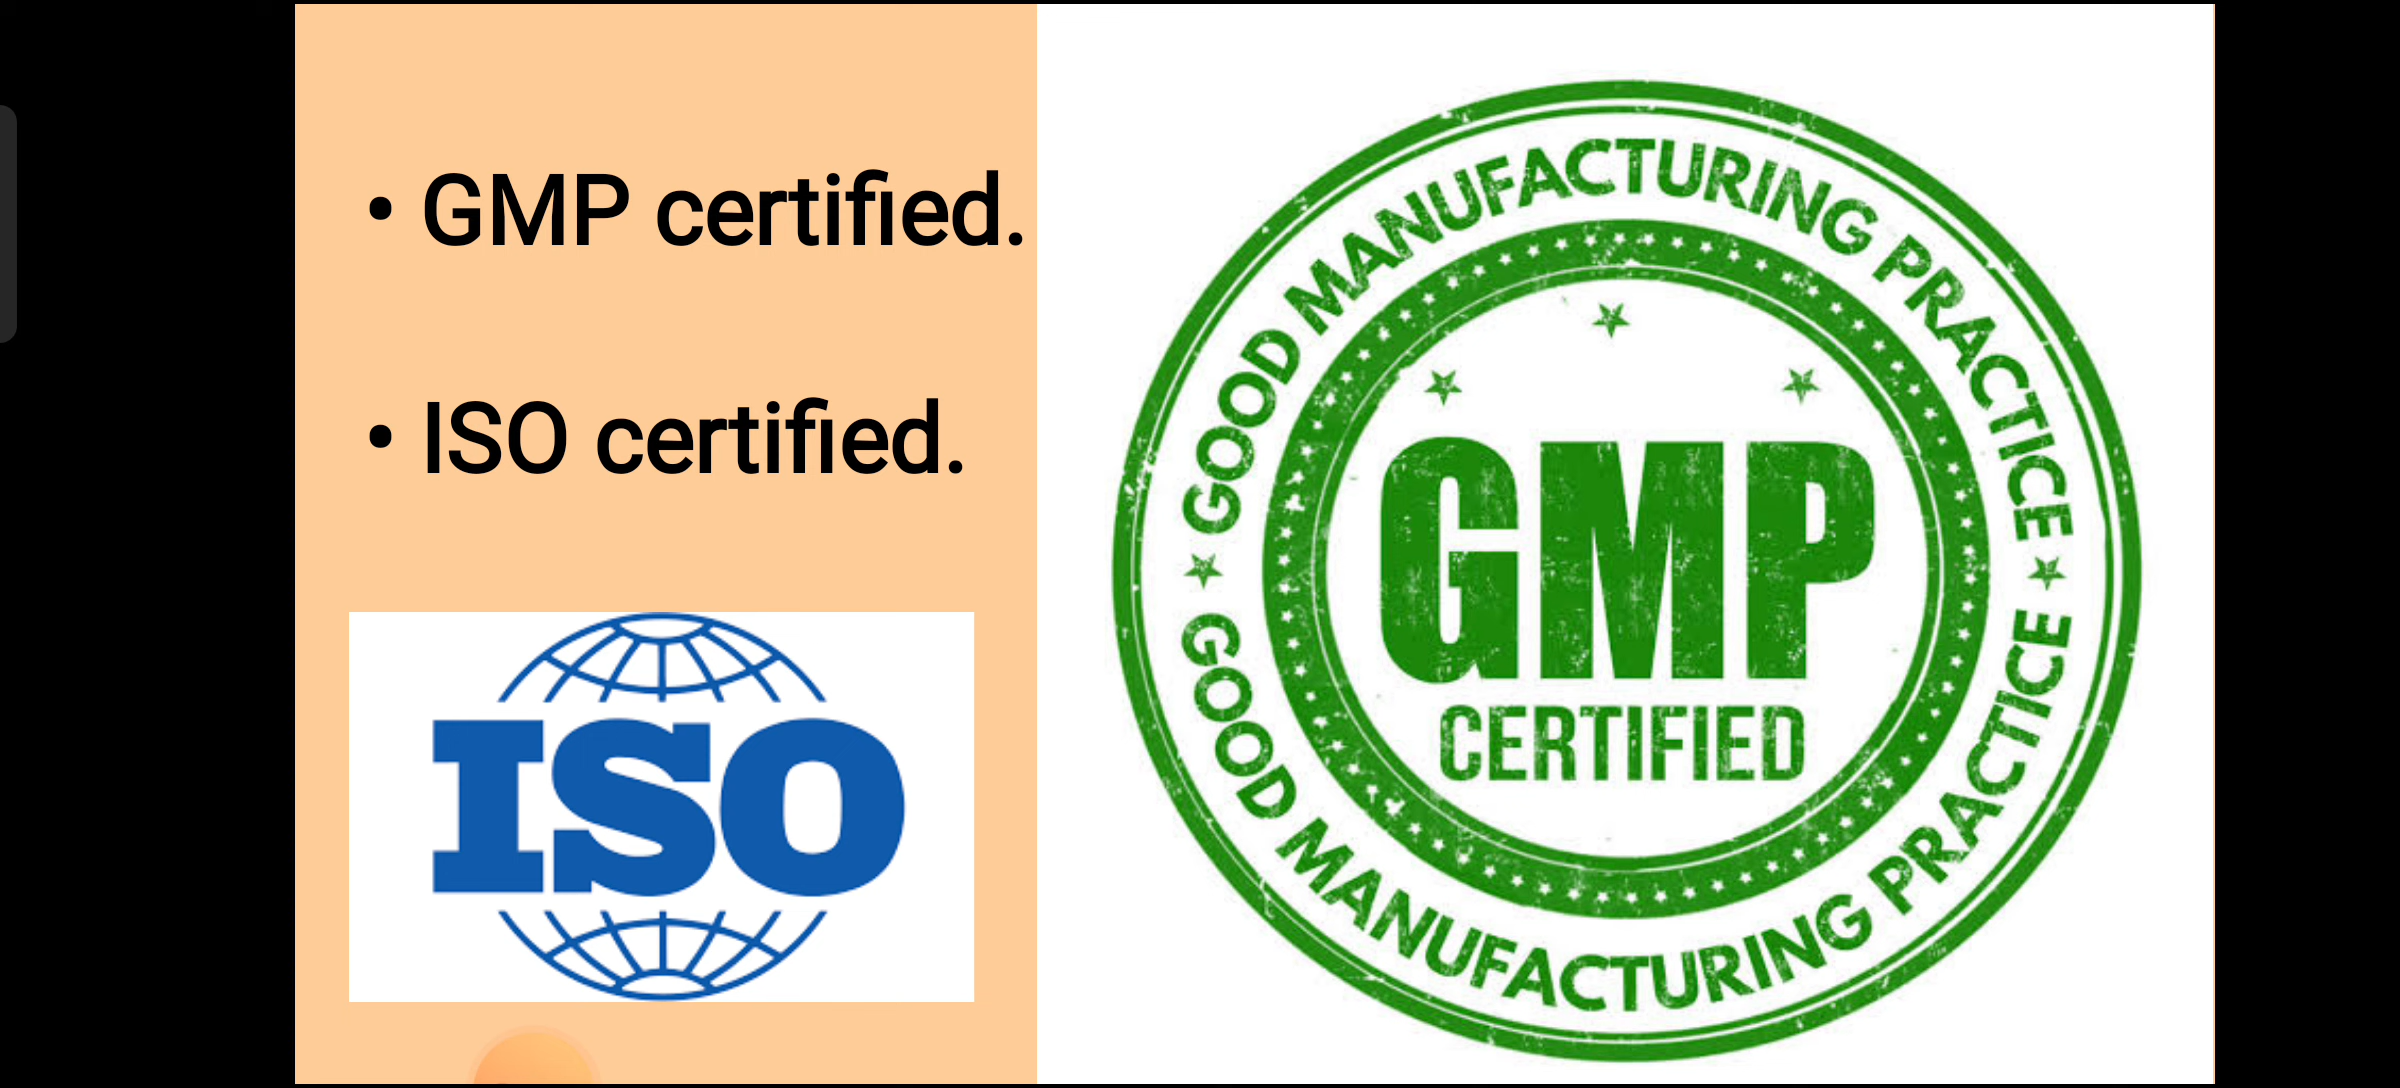 • GMP certified.
• ISO certified.
ISO
GOOD MANUFACTURING PRACTICE
GMP
CERTIFIED
GOOD MANUFACTURING PRACTICE